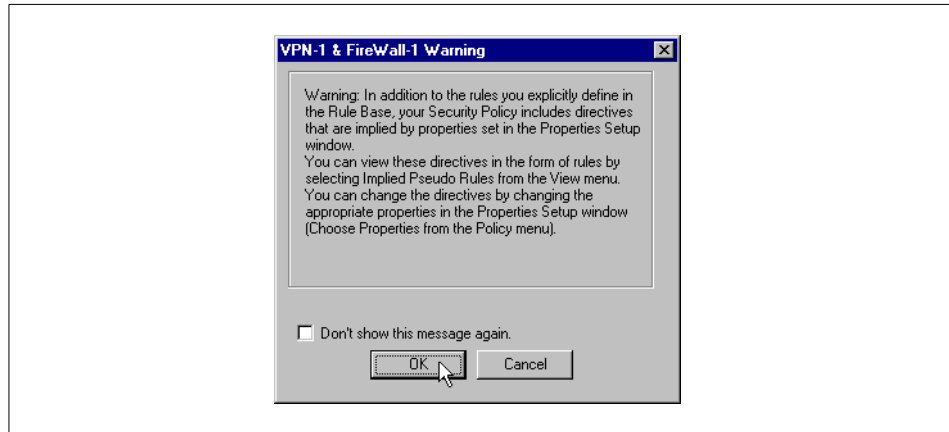 VPN-1 & FireWall-1 Warning
Warning: In addition to the rules you explicitly define in
the Rule Base, your Security Policy includes directives
that are implied by properties set in the Properties Setup
window.
You can view these directives in the form of rules by
selecting Implied Pseudo Rules from the View menu.
You can change the directives by changing the
appropriate properties in the Properties Setup window
(Choose Properties from the Policy menu).
Don't show this message again.
OK
Cancel